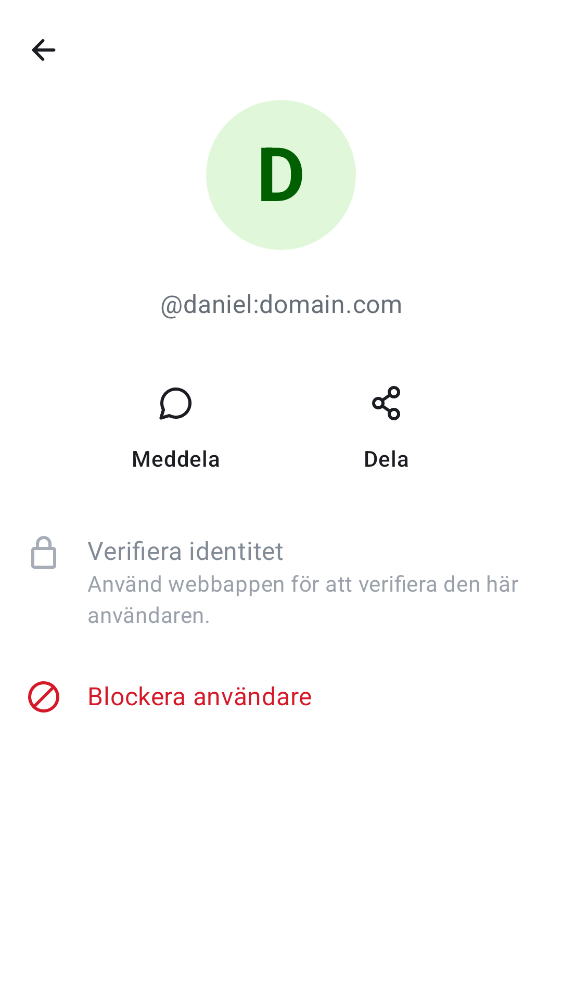 D
@daniel:domain.com
Meddela
Dela
Verifiera identitet
Använd webbappen för att verifiera den här
användaren.
Blockera användare